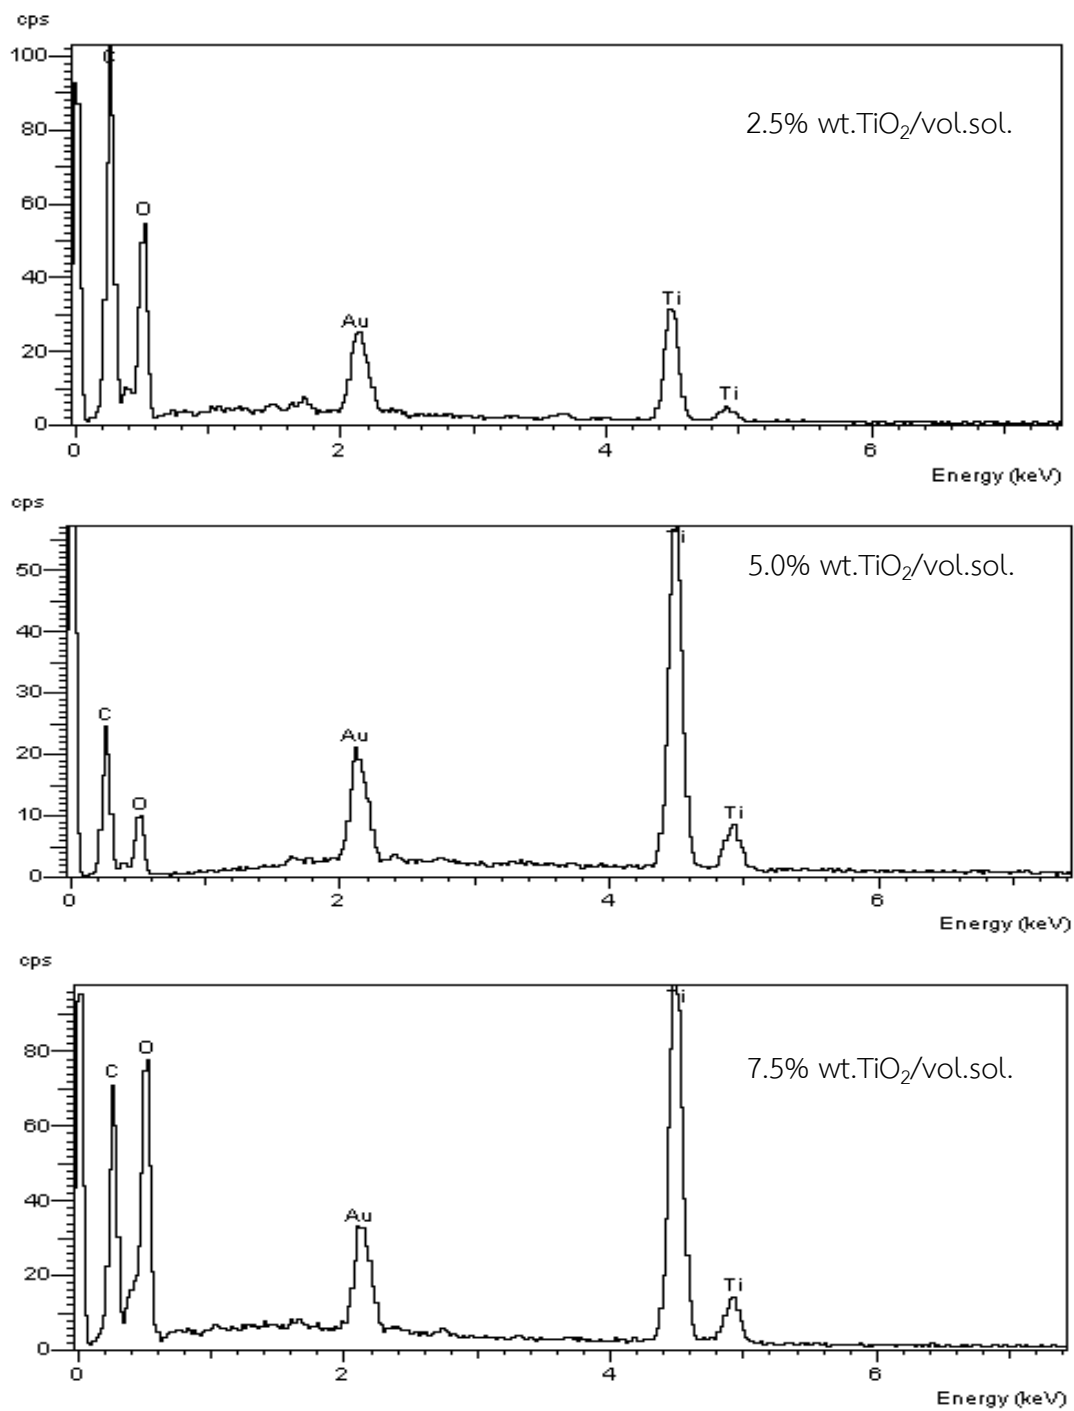 cps
100
C
2.5% wt.TiO₂/vol.sol.
80
60
O
40
Ti
Au
20
Ti
0
0 2 4 6
Energy (keV)
cps
Ti
5.0% wt.TiO₂/vol.sol.
50
40
30
C
Au
20
O
Ti
10
0
0 2 4 6
Energy (keV)
cps
Ti
80
O
C
7.5% wt.TiO₂/vol.sol.
60
40
Au
20
Ti
0
0 2 4 6
Energy (keV)